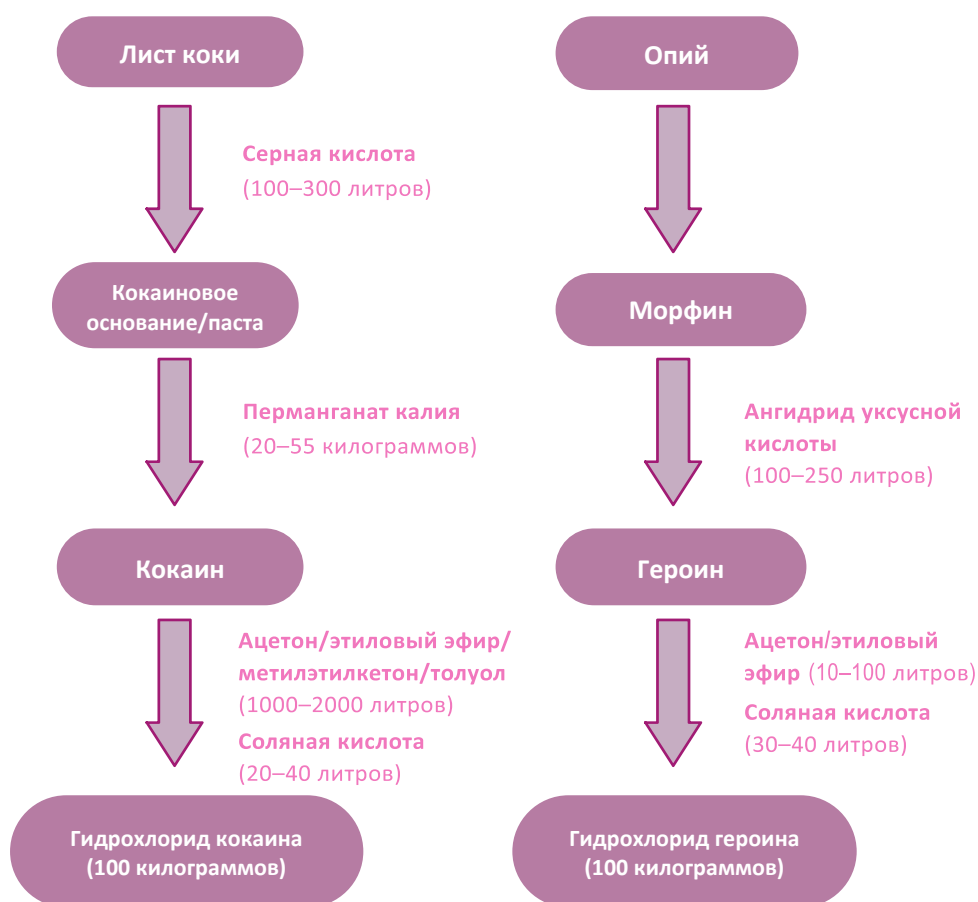 Лист коки
Серная кислота
(100–300 литров)
Кокаиновое
основание/паста
Перманганат калия
(20–55 килограммов)
Кокаин
Ацетон/этиловый эфир/
метилэтилкетон/толуол
(1000–2000 литров)
Соляная кислота
(20–40 литров)
Гидрохлорид кокаина
(100 килограммов)
Опий
Морфин
Ангидрид уксусной
кислоты
(100–250 литров)
Героин
Ацетон/этиловый
эфир (10–100 литров)
Соляная кислота
(30–40 литров)
Гидрохлорид героина
(100 килограммов)